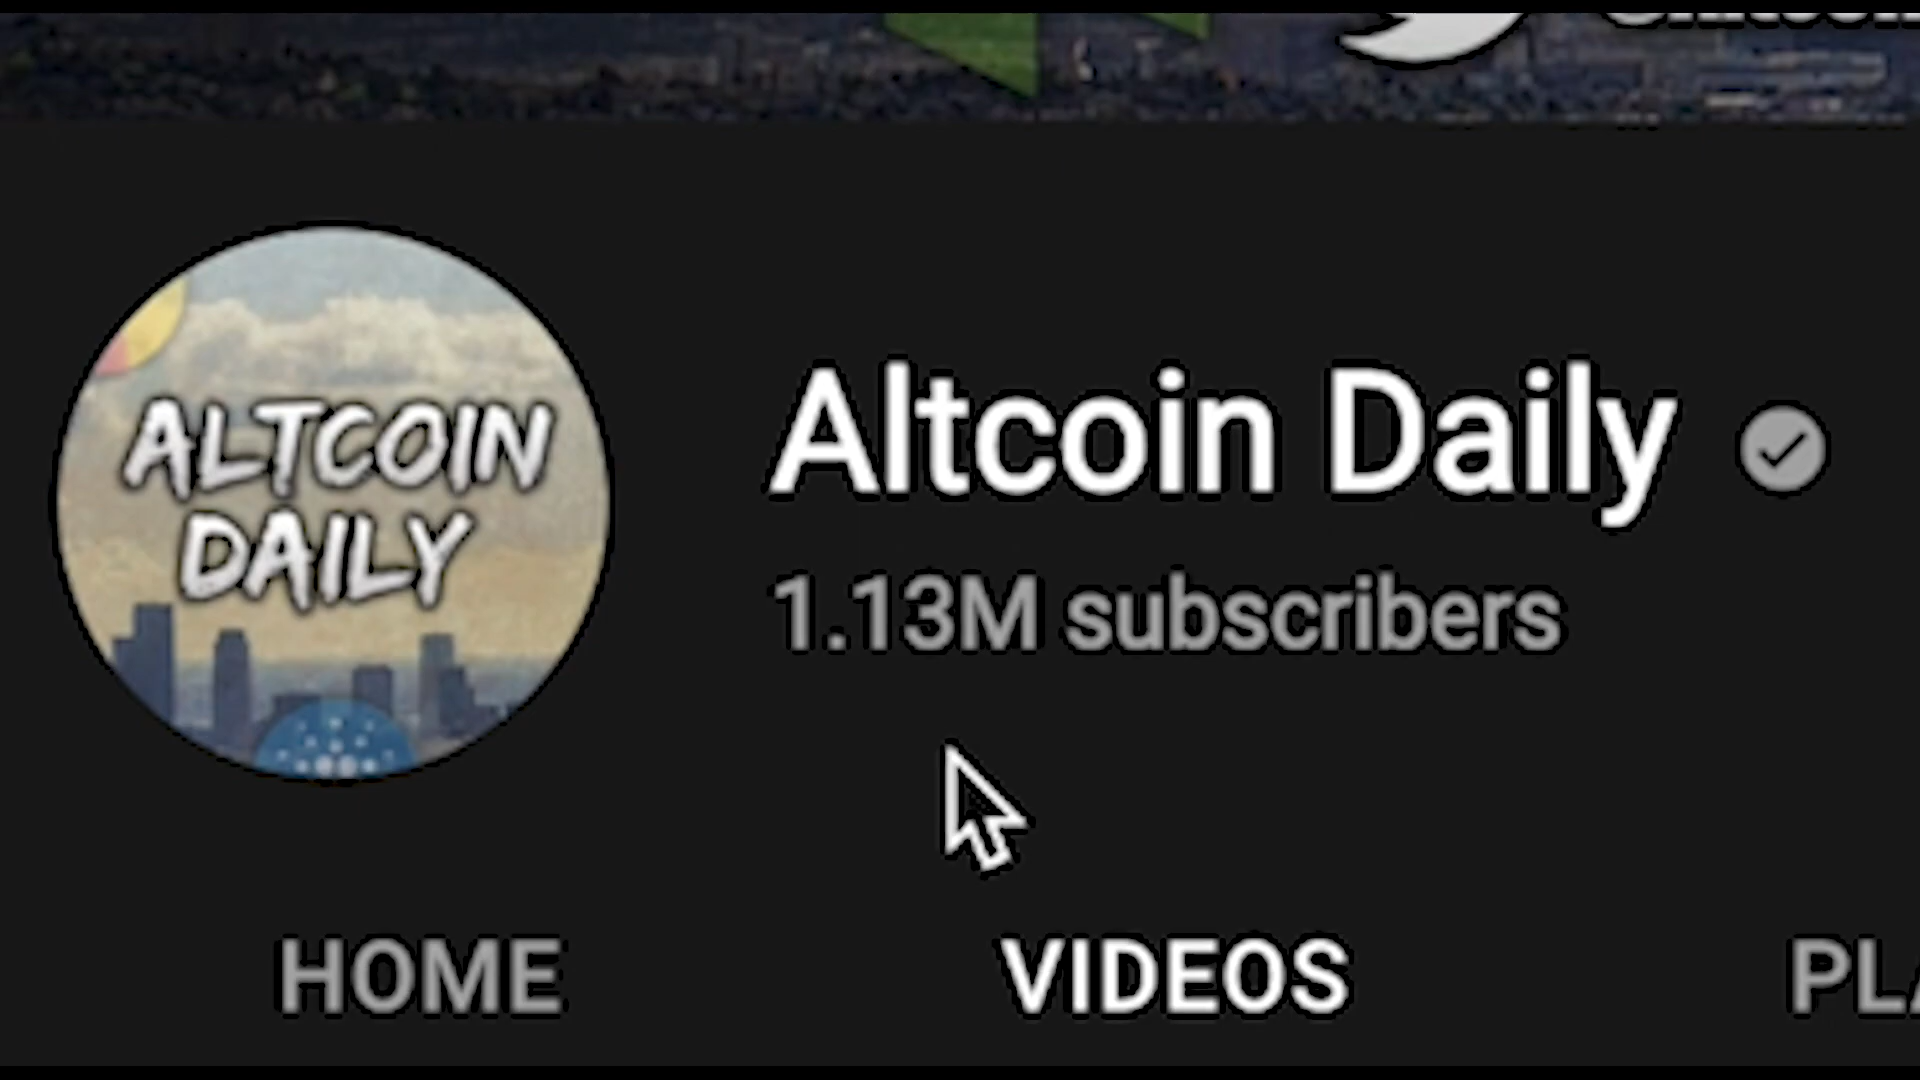 ALTCOIN
DAILY
Altcoin Daily
1.13M subscribers
HOME VIDEOS